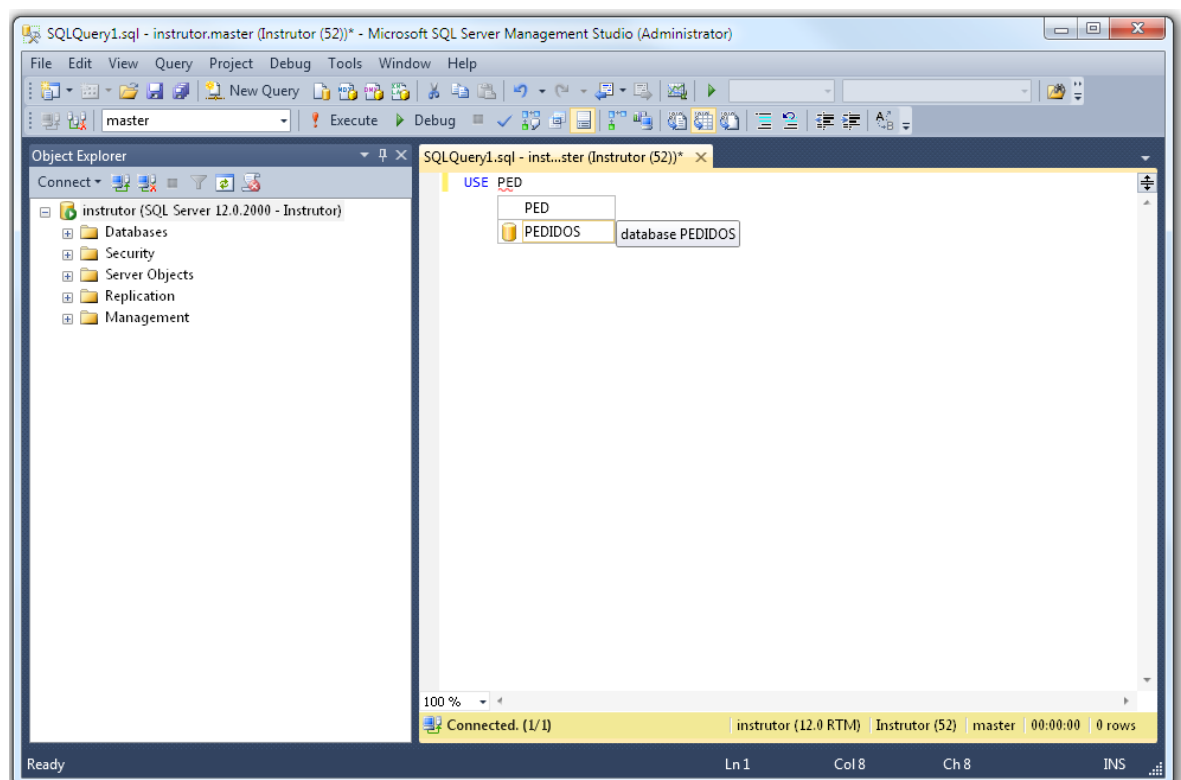 SQLQuery1.sql - instrutor.master (Instrutor (52))* - Microsoft SQL Server Management Studio (Administrator)
File Edit View Query Project Debug Tools Window Help
New Query
master Execute Debug
Object Explorer
Connect
instrutor (SQL Server 12.0.2000 - Instrutor)
Databases
Security
Server Objects
Replication
Management
SQLQuery1.sql - inst...ster (Instrutor (52))*
USE PED
PED
PEDIDOS database PEDIDOS
100 %
Connected. (1/1) instrutor (12.0 RTM) Instrutor (52) master 00:00:00 0 rows
Ready Ln 1 Col 8 Ch 8 INS